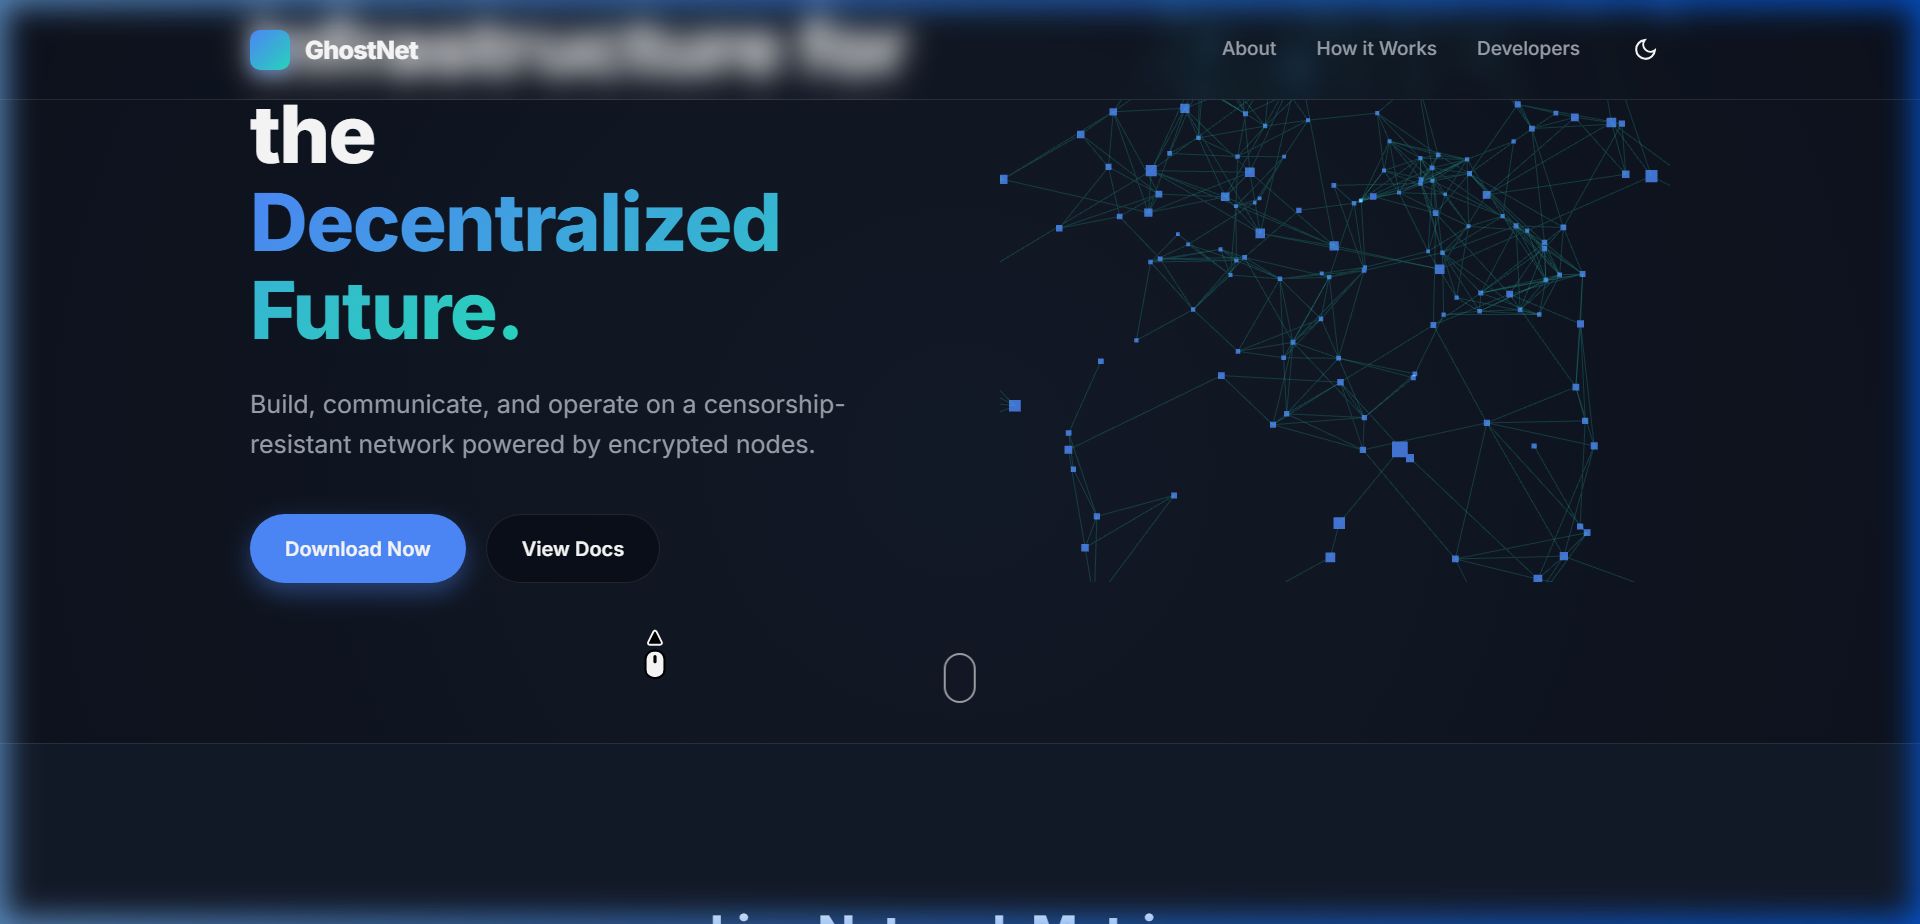 GhostNet
About
How it Works
Developers
the
Decentralized
Future.
Build, communicate, and operate on a censorship-
resistant network powered by encrypted nodes.
Download Now
View Docs